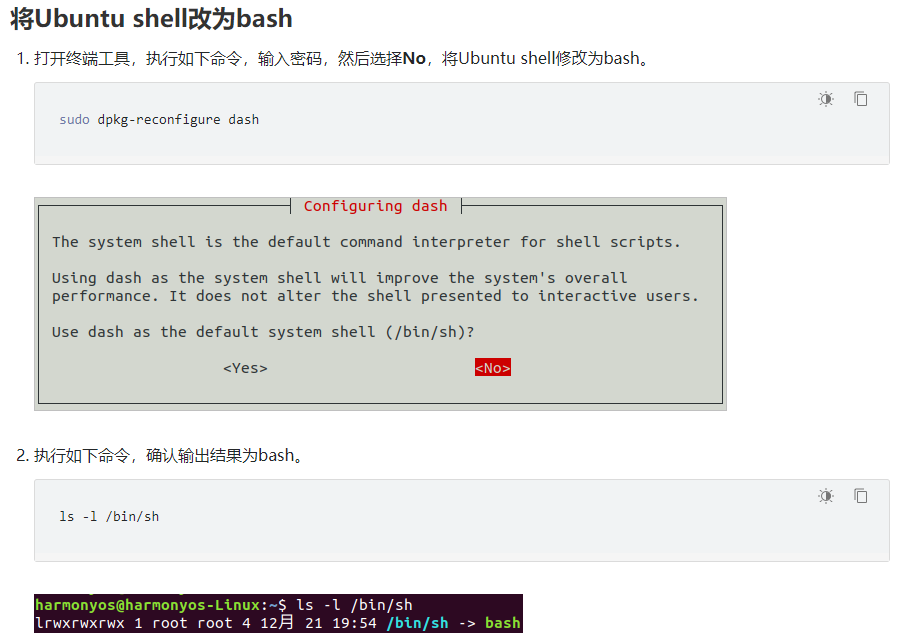 将Ubuntu shell改为bash
1. 打开终端工具，执行如下命令，输入密码，然后选择No，将Ubuntu shell修改为bash。
sudo dpkg-reconfigure dash
Configuring dash
The system shell is the default command interpreter for shell scripts.
Using dash as the system shell will improve the system's overall
performance. It does not alter the shell presented to interactive users.
Use dash as the default system shell (/bin/sh)?
<Yes> <No>
2. 执行如下命令，确认输出结果为bash。
ls -l /bin/sh
harmonyos@harmonyos-Linux:~$ ls -l /bin/sh
lrwxrwxrwx 1 root root 4 12月 21 19:54 /bin/sh -> bash